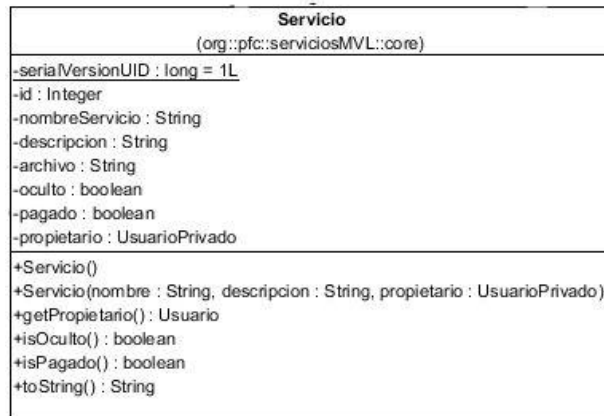 Servicio
(org::pfc::serviciosMVL::core)
-serialVersionUID : long = 1L
-id : Integer
-nombreServicio : String
-descripcion : String
-archivo : String
-oculto : boolean
-pagado : boolean
-propietario : UsuarioPrivado
+Servicio()
+Servicio(nombre : String, descripcion : String, propietario : UsuarioPrivado)
+getPropietario() : Usuario
+isOculto() : boolean
+isPagado() : boolean
+toString() : String